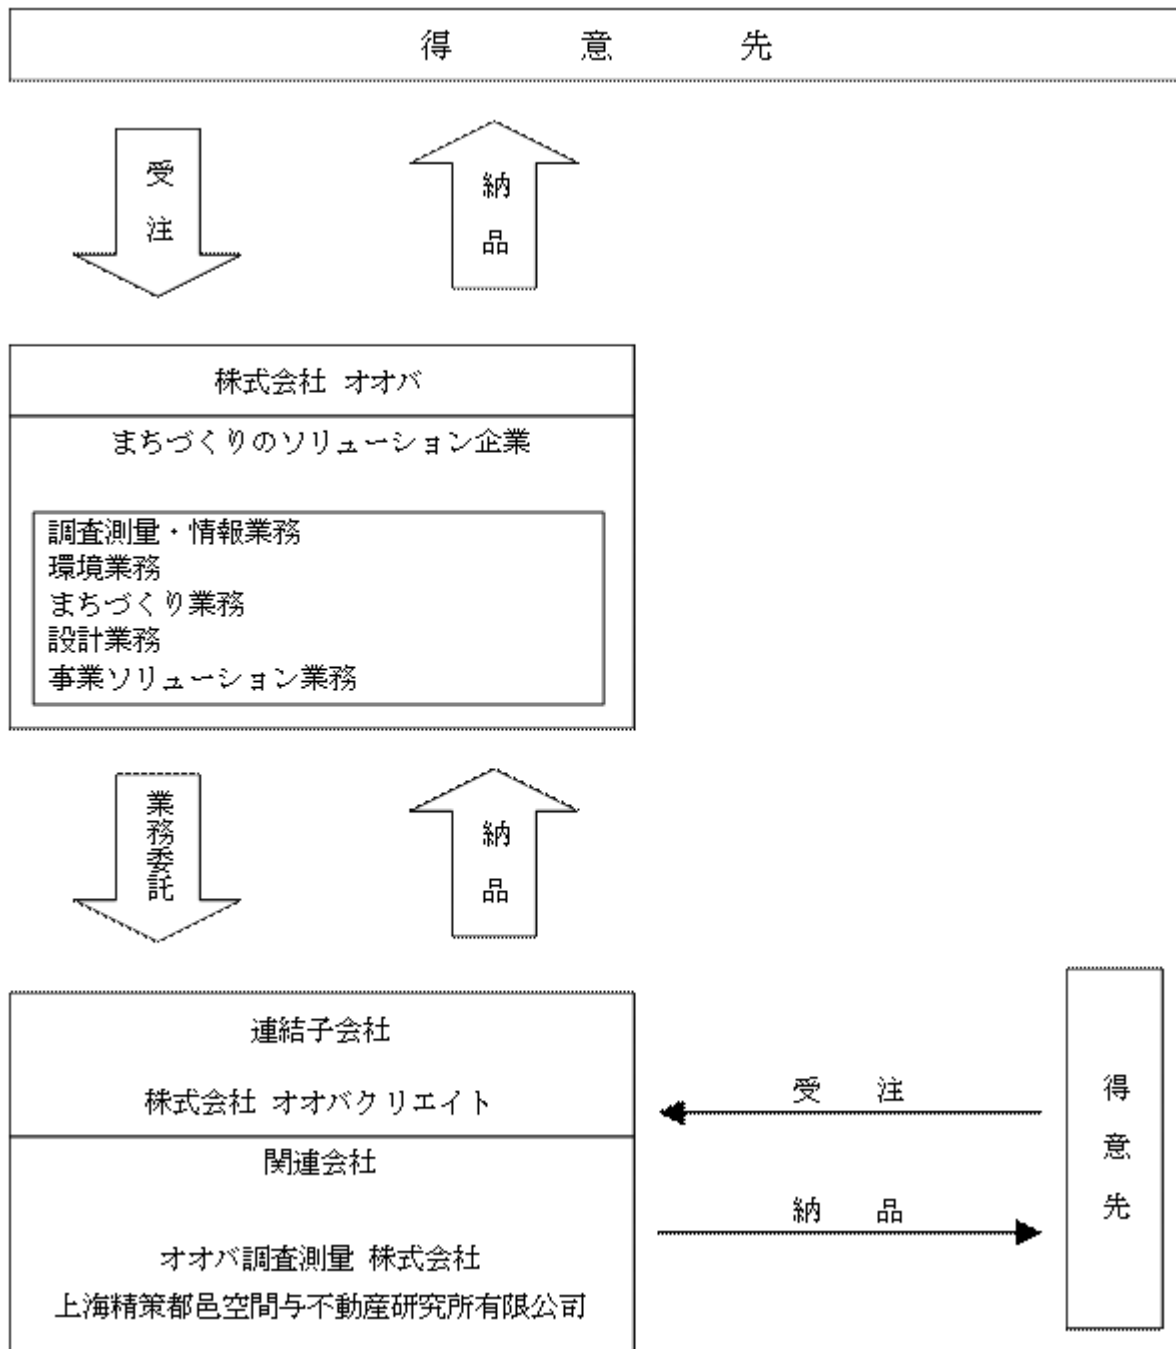 得意先
受注
納品
株式会社 オオバ
まちづくりのソリューション企業
調査測量・情報業務
環境業務
まちづくり業務
設計業務
事業ソリューション業務
業務委託
納品
連結子会社
株式会社 オオバクリエイト
関連会社
オオバ調査測量 株式会社
上海精策都邑空間与不動産研究所有限公司
受注
納品
得意先